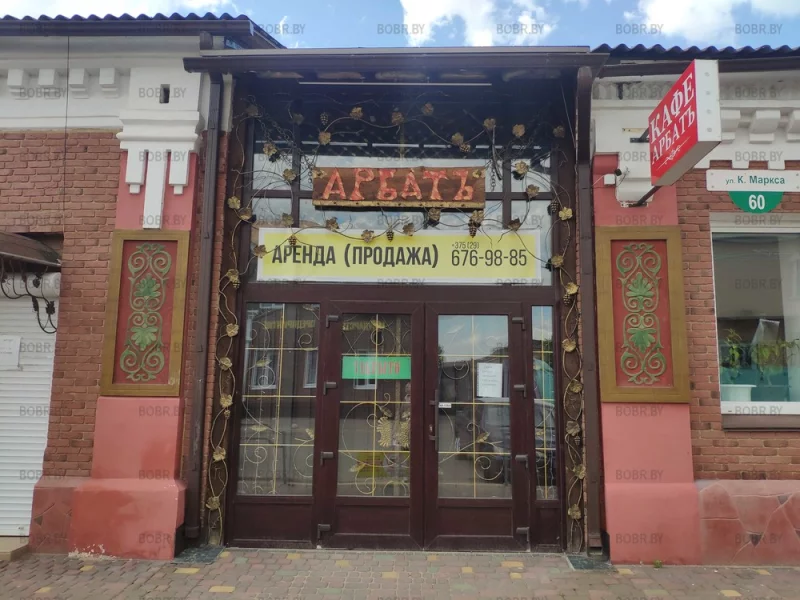 АРБАТЪ
КАФЕ
АРБАТЪ
ул. К. Маркса
60
АРЕНДА (ПРОДАЖА) +375 (29) 676-98-85
BOBR.BY